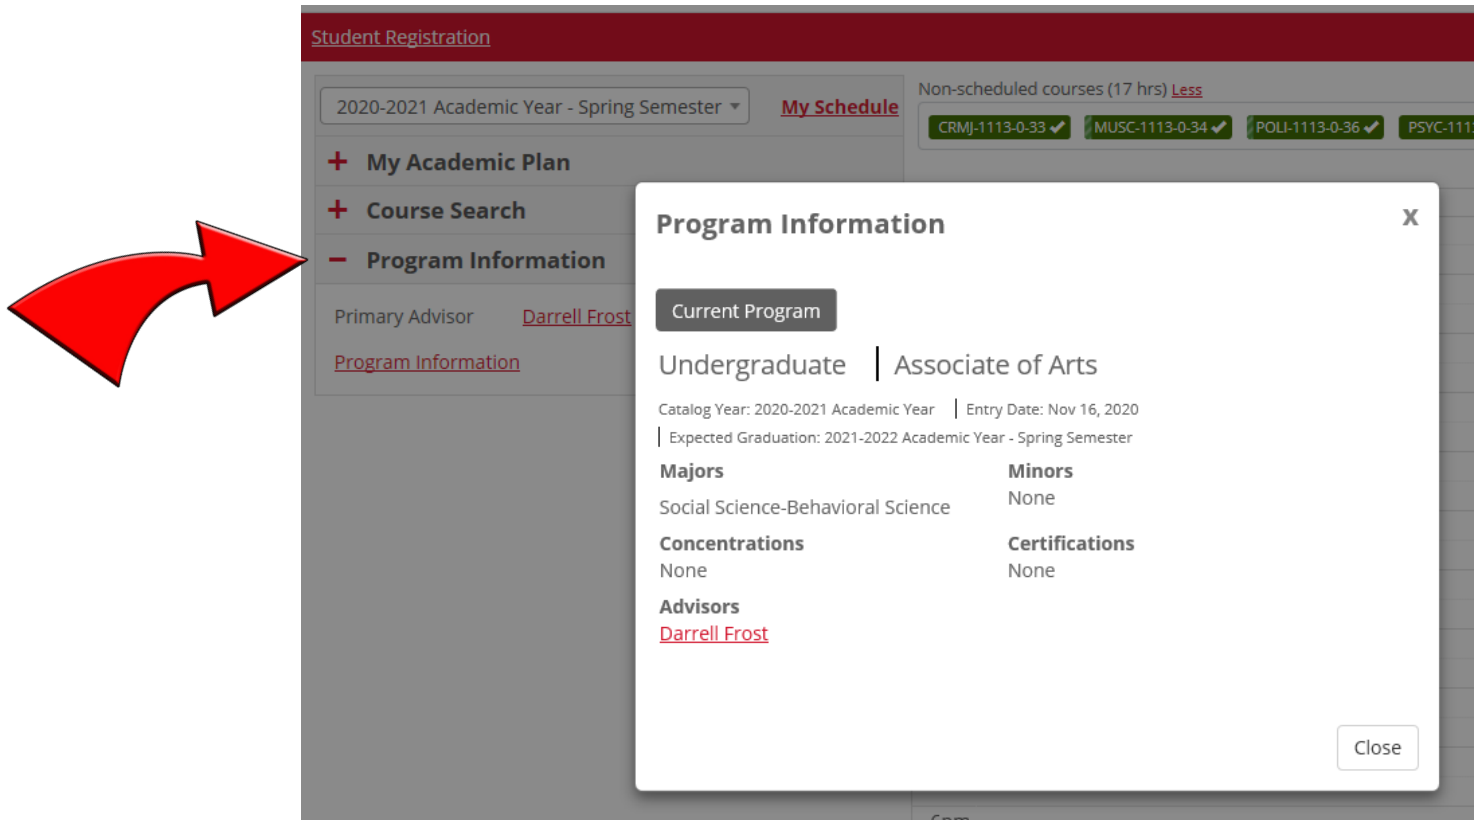 Student Registration
2020-2021 Academic Year - Spring Semester
My Schedule
Non-scheduled courses (17 hrs) Less
CRMJ-1113-0-33
MUSC-1113-0-34
POLI-1113-0-36
My Academic Plan
Course Search
Program Information
Primary Advisor Darrell Frost
Program Information
Program Information
X
Current Program
Undergraduate Associate of Arts
Catalog Year: 2020-2021 Academic Year Entry Date: Nov 16, 2020
Expected Graduation: 2021-2022 Academic Year - Spring Semester
Majors
Social Science-Behavioral Science
Minors
None
Concentrations
None
Certifications
None
Advisors
Darrell Frost
Close